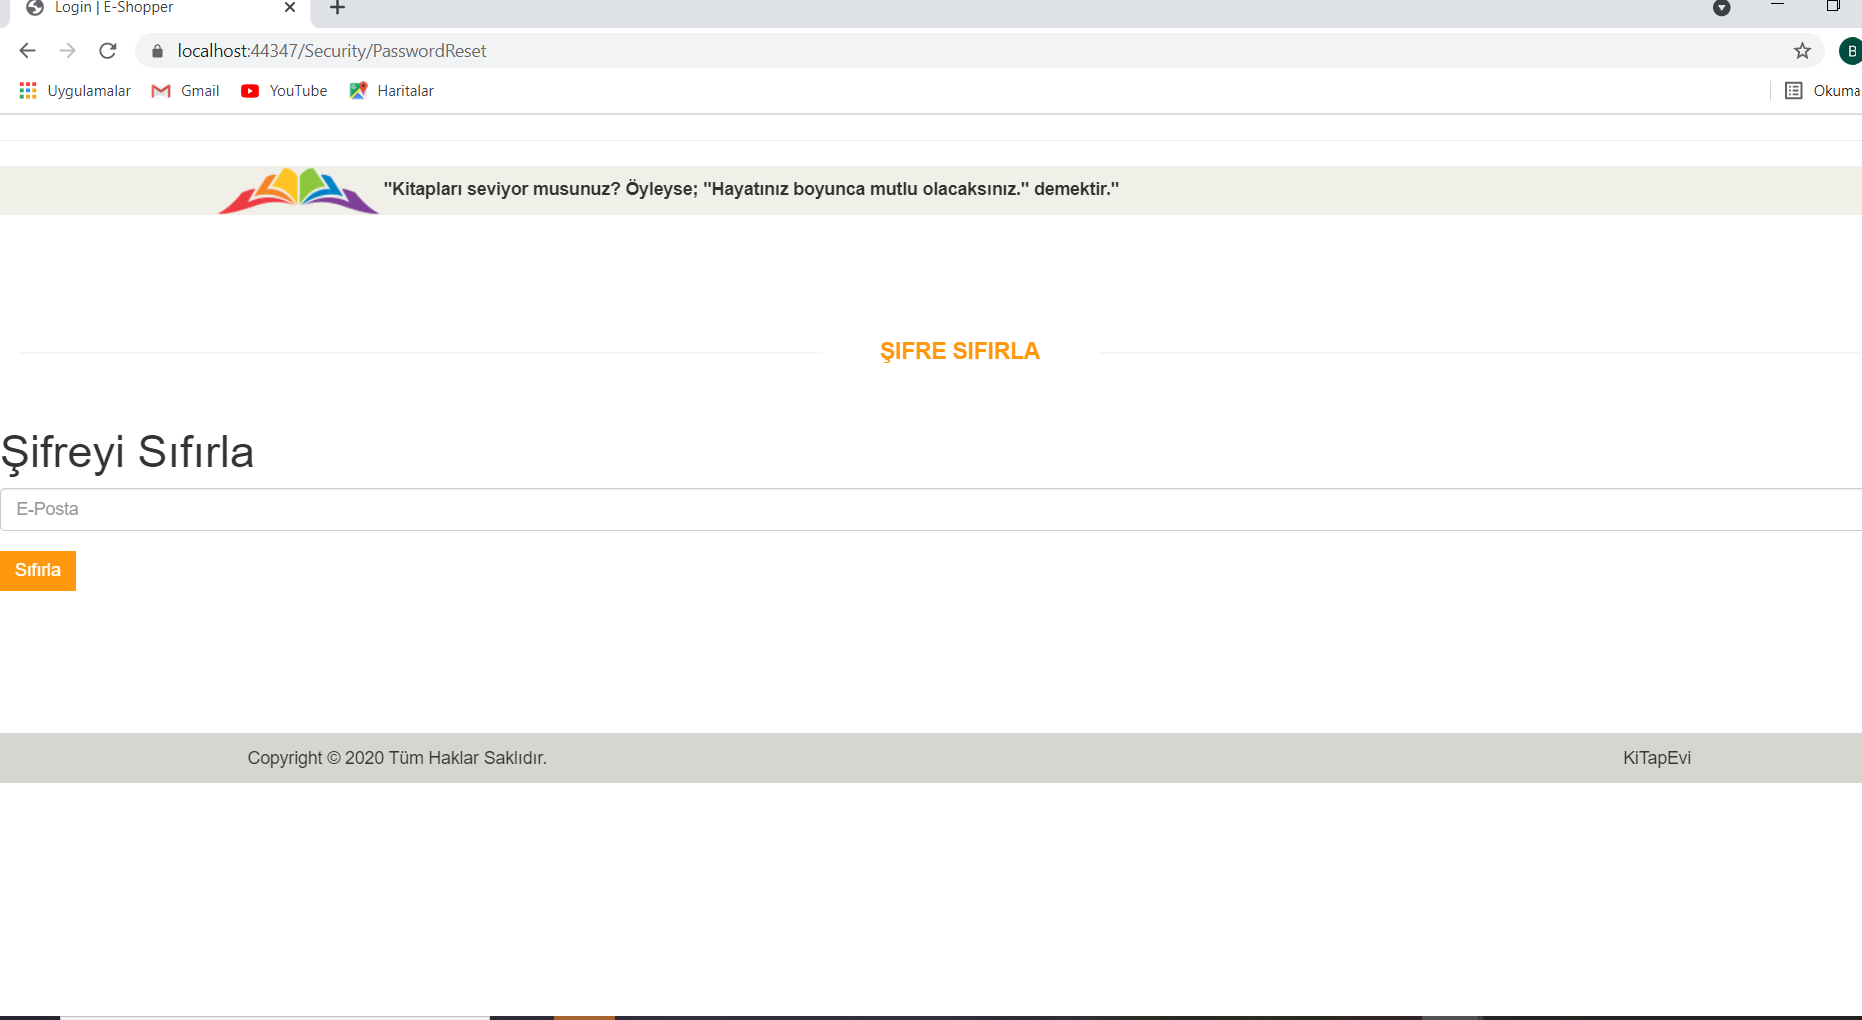 Login | E-Shopper
localhost:44347/Security/PasswordReset
B
Uygulamalar Gmail YouTube Haritalar Okuma
"Kitapları seviyor musunuz? Öyleyse; "Hayatınız boyunca mutlu olacaksınız." demektir."
ŞIFRE SIFIRLA
Şifreyi Sıfırla
E-Posta
Sıfırla
Copyright © 2020 Tüm Haklar Saklıdır. KiTapEvi